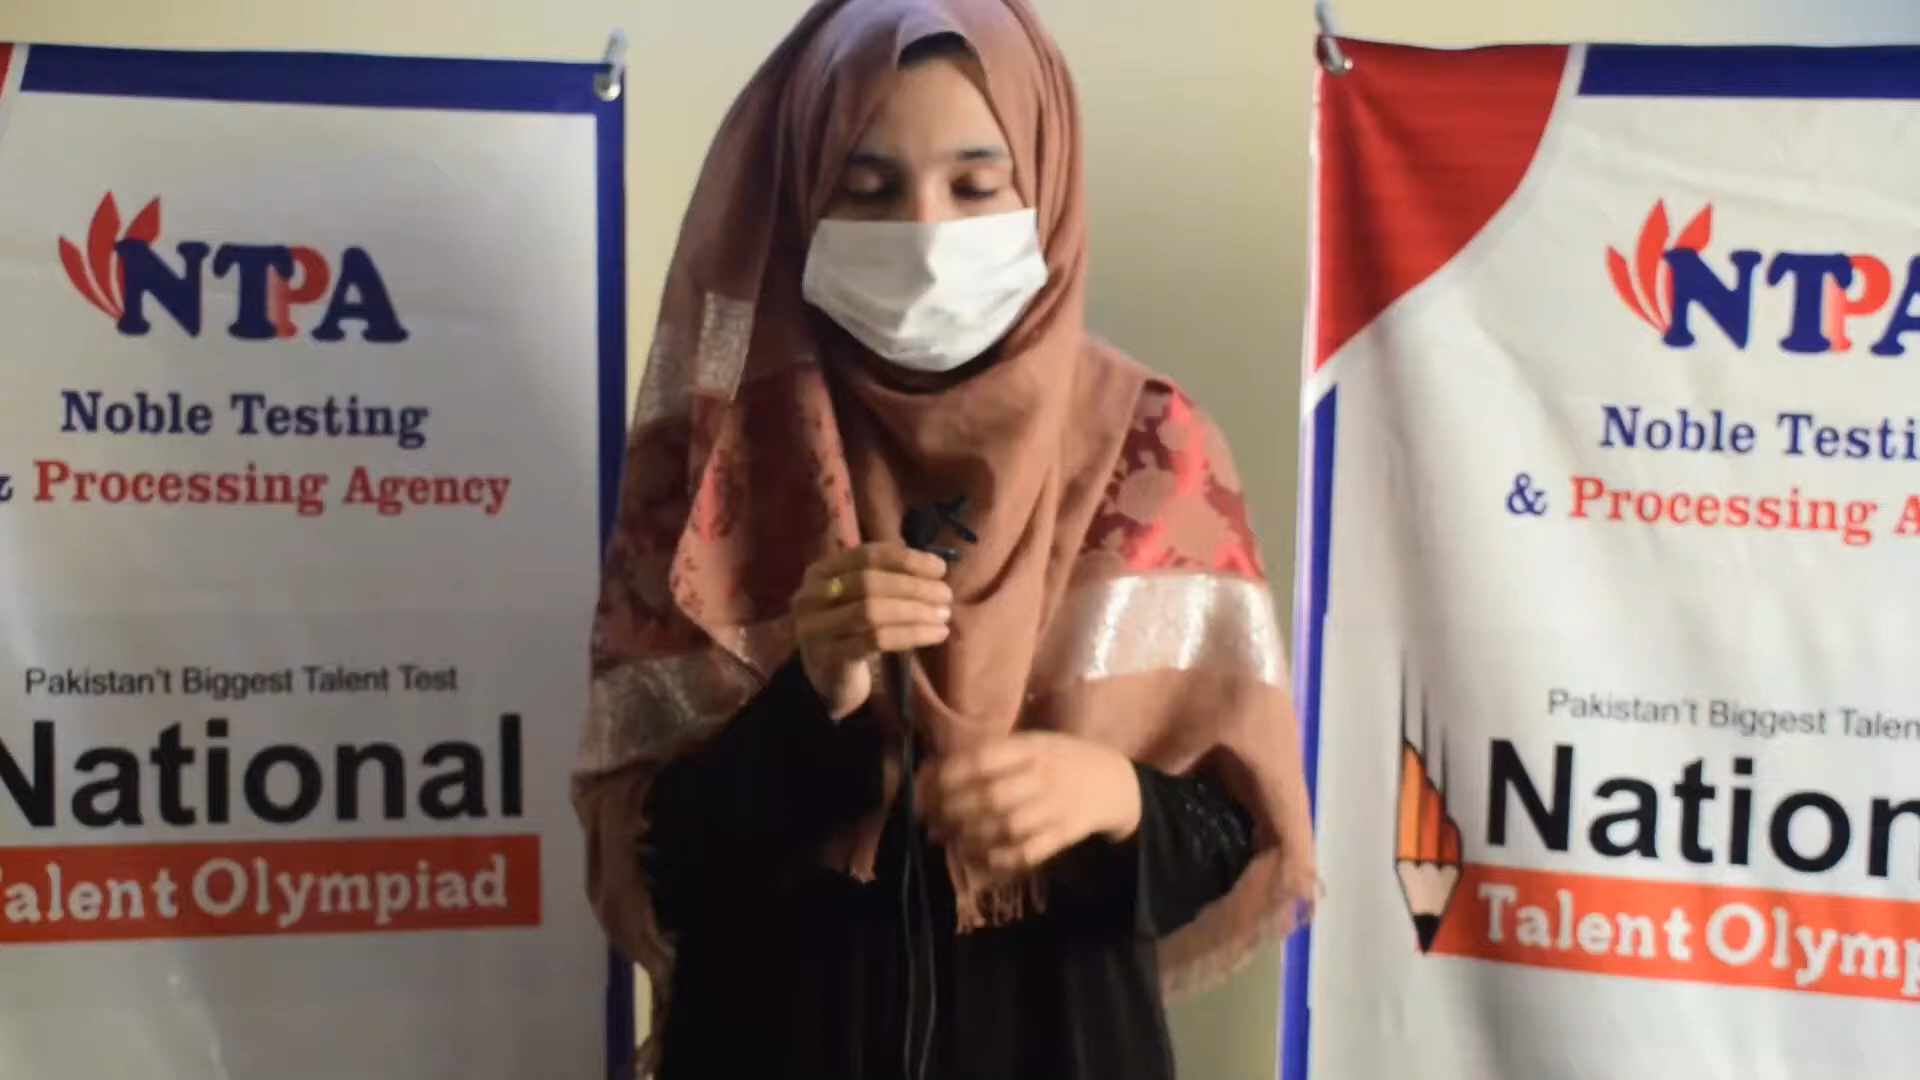 NTPA
Noble Testing
& Processing Agency
Pakistan't Biggest Talent Test
National
Talent Olympiad
NTPA
Noble Testi
& Processing A
Pakistan't Biggest Talen
Nation
Talent Olymp